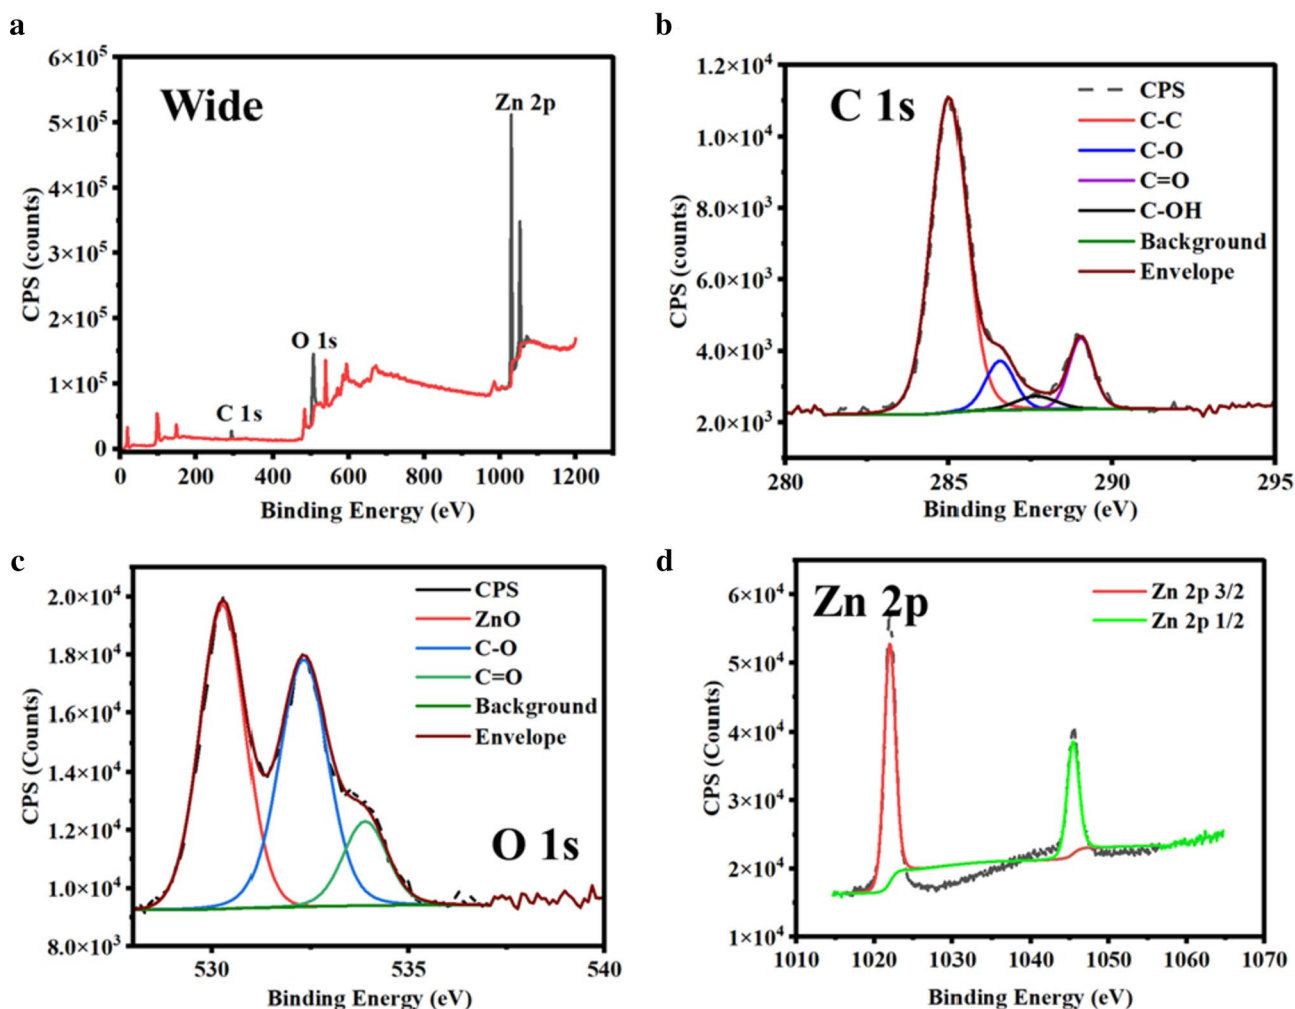 a
6×10⁵
5×10⁵
4×10⁵
3×10⁵
2×10⁵
1×10⁵
0
CPS (counts)
Wide
Zn 2p
O 1s
C 1s
0 200 400 600 800 1000 1200
Binding Energy (eV)
b
1.2×10⁴
1.0×10⁴
8.0×10³
6.0×10³
4.0×10³
2.0×10³
CPS (counts)
C 1s
CPS
C-C
C-O
C=O
C-OH
Background
Envelope
280 285 290 295
Binding Energy (eV)
c
2.0×10⁴
1.8×10⁴
1.6×10⁴
1.4×10⁴
1.2×10⁴
1.0×10⁴
8.0×10³
CPS (Counts)
CPS
ZnO
C-O
C=O
Background
Envelope
O 1s
530 535 540
Binding Energy (eV)
d
6×10⁴
5×10⁴
4×10⁴
3×10⁴
2×10⁴
1×10⁴
CPS (Counts)
Zn 2p
Zn 2p 3/2
Zn 2p 1/2
1010 1020 1030 1040 1050 1060 1070
Binding Energy (eV)